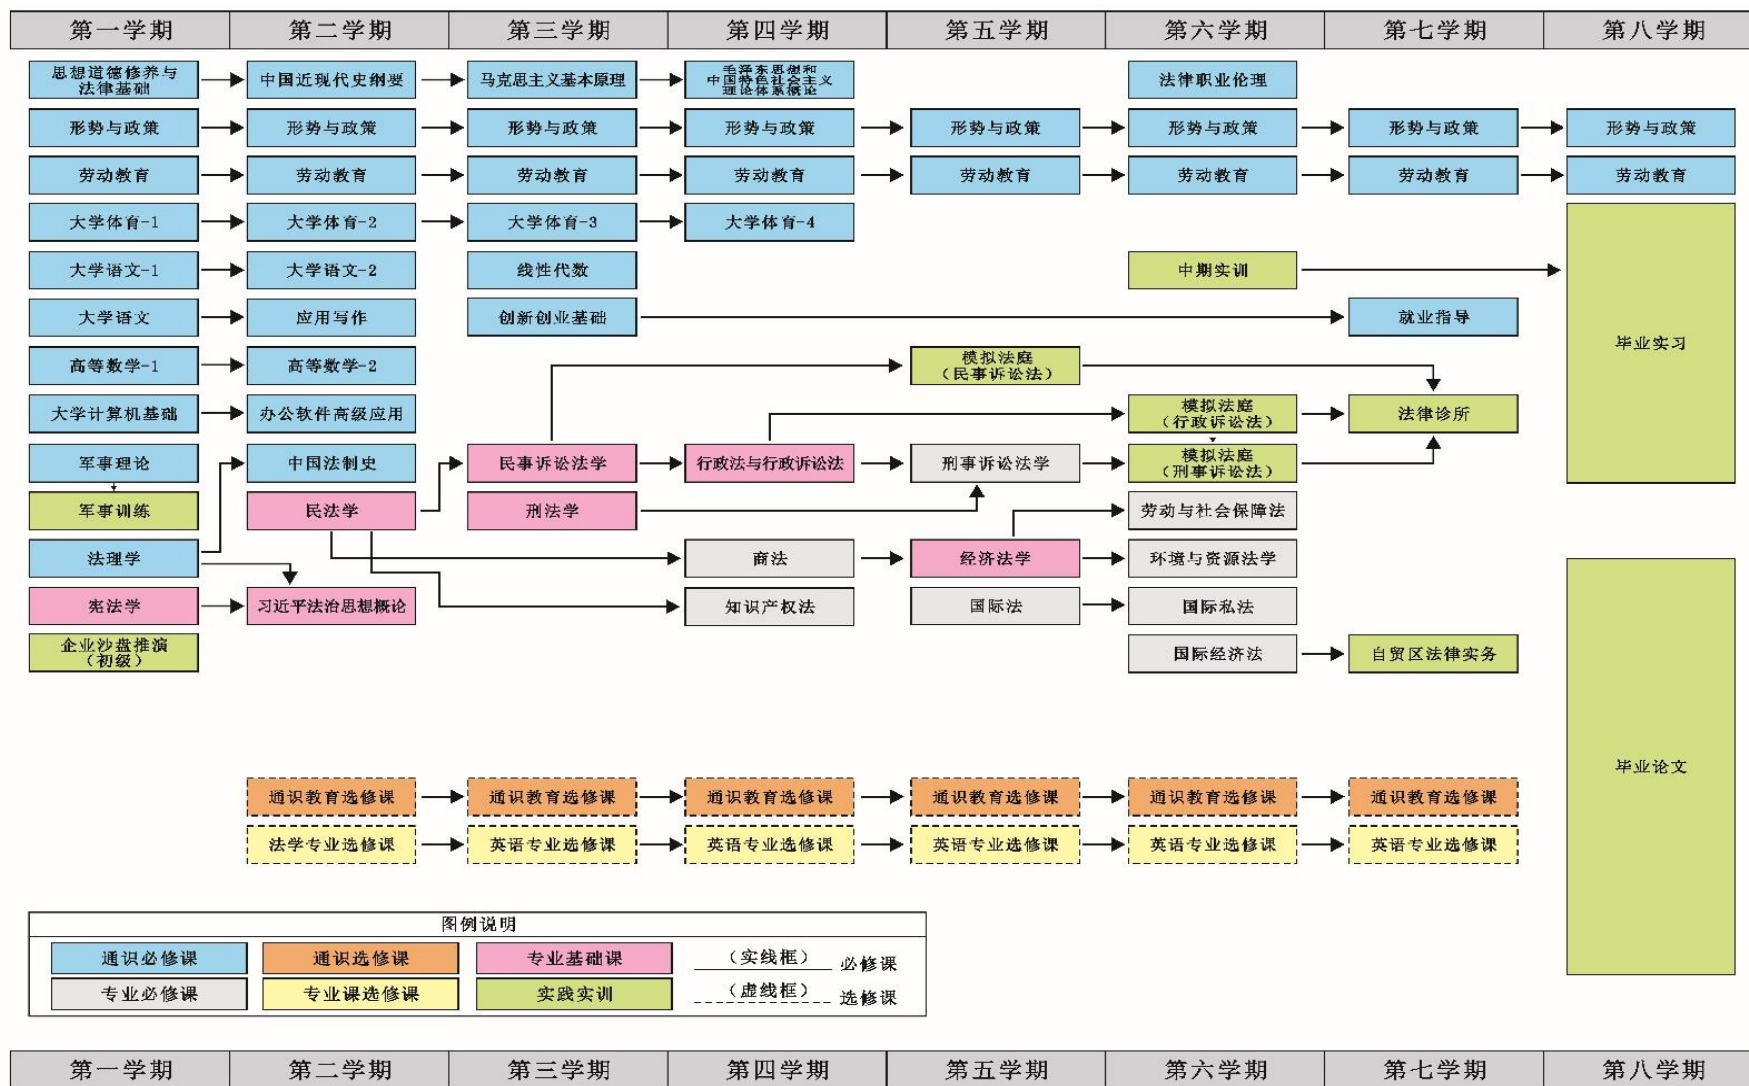 第一学期 第二学期 第三学期 第四学期 第五学期 第六学期 第七学期 第八学期
思想道德修养与
法律基础
中国近现代史纲要
马克思主义基本原理
毛泽东思想和
中国特色社会主义
理论体系概论
法律职业伦理
形势与政策 形势与政策 形势与政策 形势与政策 形势与政策 形势与政策 形势与政策 形势与政策
劳动教育 劳动教育 劳动教育 劳动教育 劳动教育 劳动教育 劳动教育 劳动教育
大学体育-1 大学体育-2 大学体育-3 大学体育-4
大学语文-1 大学语文-2 线性代数 中期实训
大学语文 应用写作 创新创业基础 就业指导
毕业实习
高等数学-1 高等数学-2
模拟法庭
（民事诉讼法）
大学计算机基础 办公软件高级应用
模拟法庭
（行政诉讼法）
法律诊所
军事理论 中国法制史 民事诉讼法学 行政法与行政诉讼法 刑事诉讼法学
模拟法庭
（刑事诉讼法）
军事训练 民法学 刑法学 劳动与社会保障法
法理学 商法 经济法学 环境与资源法学
宪法学 习近平法治思想概论 知识产权法 国际法 国际私法
企业沙盘推演
（初级）
国际经济法 自贸区法律实务
毕业论文
通识教育选修课 通识教育选修课 通识教育选修课 通识教育选修课 通识教育选修课 通识教育选修课
法学专业选修课 英语专业选修课 英语专业选修课 英语专业选修课 英语专业选修课 英语专业选修课
图例说明
通识必修课 通识选修课 专业基础课 （实线框） 必修课
专业必修课 专业课选修课 实践实训 （虚线框） 选修课
第一学期 第二学期 第三学期 第四学期 第五学期 第六学期 第七学期 第八学期